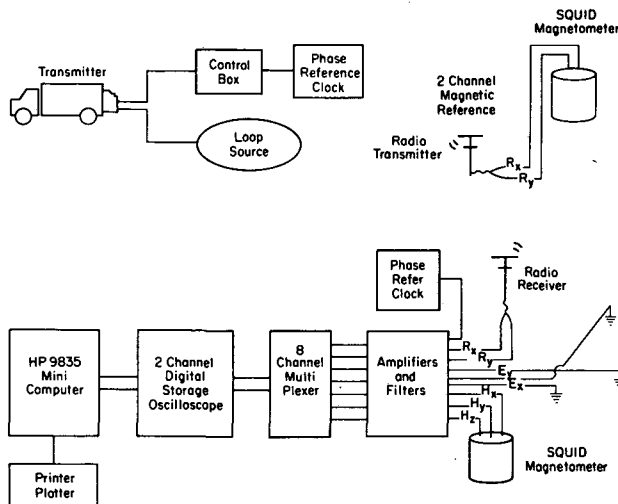 SQUID
Magnetometer
Transmitter
Control
Box
Phase
Reference
Clock
2 Channel
Magnetic
Reference
Loop
Source
Radio
Transmitter
Rx
Ry
Phase
Refer
Clock
Radio
Receiver
HP 9835
Mini
Computer
2 Channel
Digital
Storage
Oscilloscope
8
Channel
Multi
Plexer
Amplifiers
and
Filters
Rx
Ry
Ey
Ex
Hx
Hy
Hz
SQUID
Magnetometer
Printer
Platter